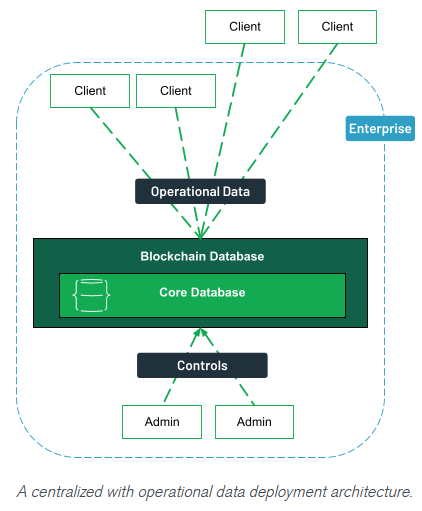 Client
Client
Client
Client
Enterprise
Operational Data
Blockchain Database
Core Database
Controls
Admin
Admin
A centralized with operational data deployment architecture.